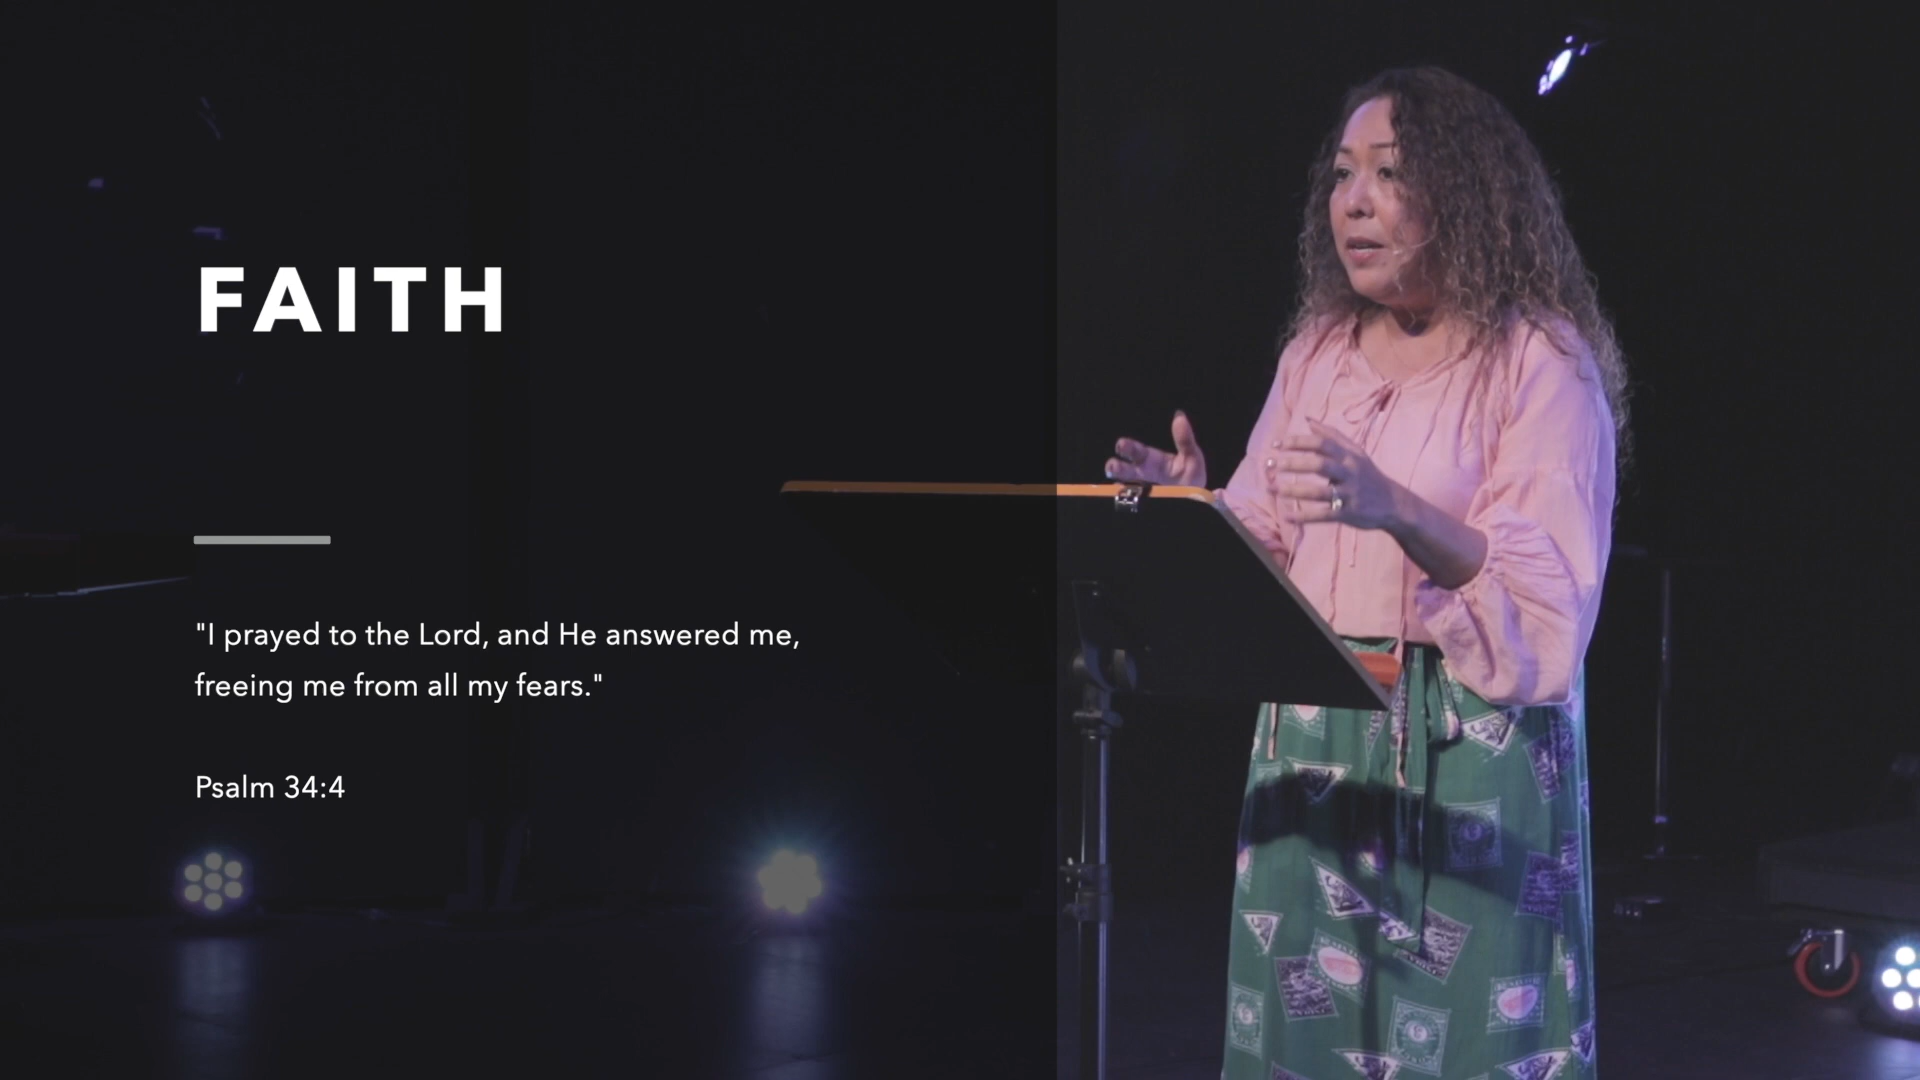 FAITH
"I prayed to the Lord, and He answered me,
freeing me from all my fears."
Psalm 34:4